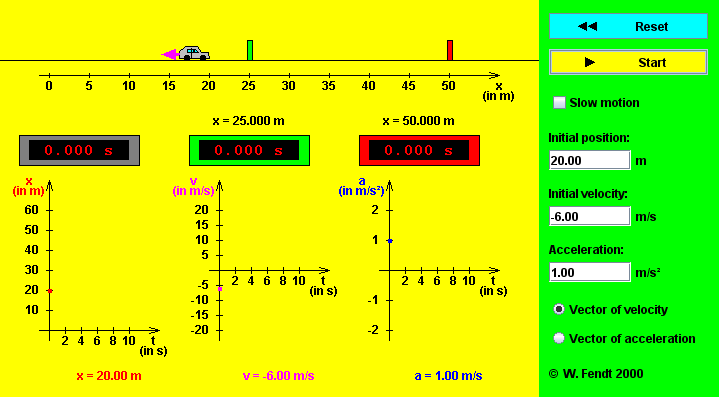 Reset
Start
Slow motion
Initial position:
20.00 m
Initial velocity:
-6.00 m/s
Acceleration:
1.00 m/s²
Vector of velocity
Vector of acceleration
© W. Fendt 2000
0 5 10 15 20 25 30 35 40 45 50 x
(in m)
x = 25.000 m x = 50.000 m
0.000 s 0.000 s 0.000 s
x
(in m)
60
50
40
30
20
10
2 4 6 8 10 t
(in s)
x = 20.00 m
v
(in m/s)
20
15
10
5
2 4 6 8 10 t
(in s)
-5
-10
-15
-20
v = -6.00 m/s
a
(in m/s²)
2
1
2 4 6 8 10 t
(in s)
-1
-2
a = 1.00 m/s